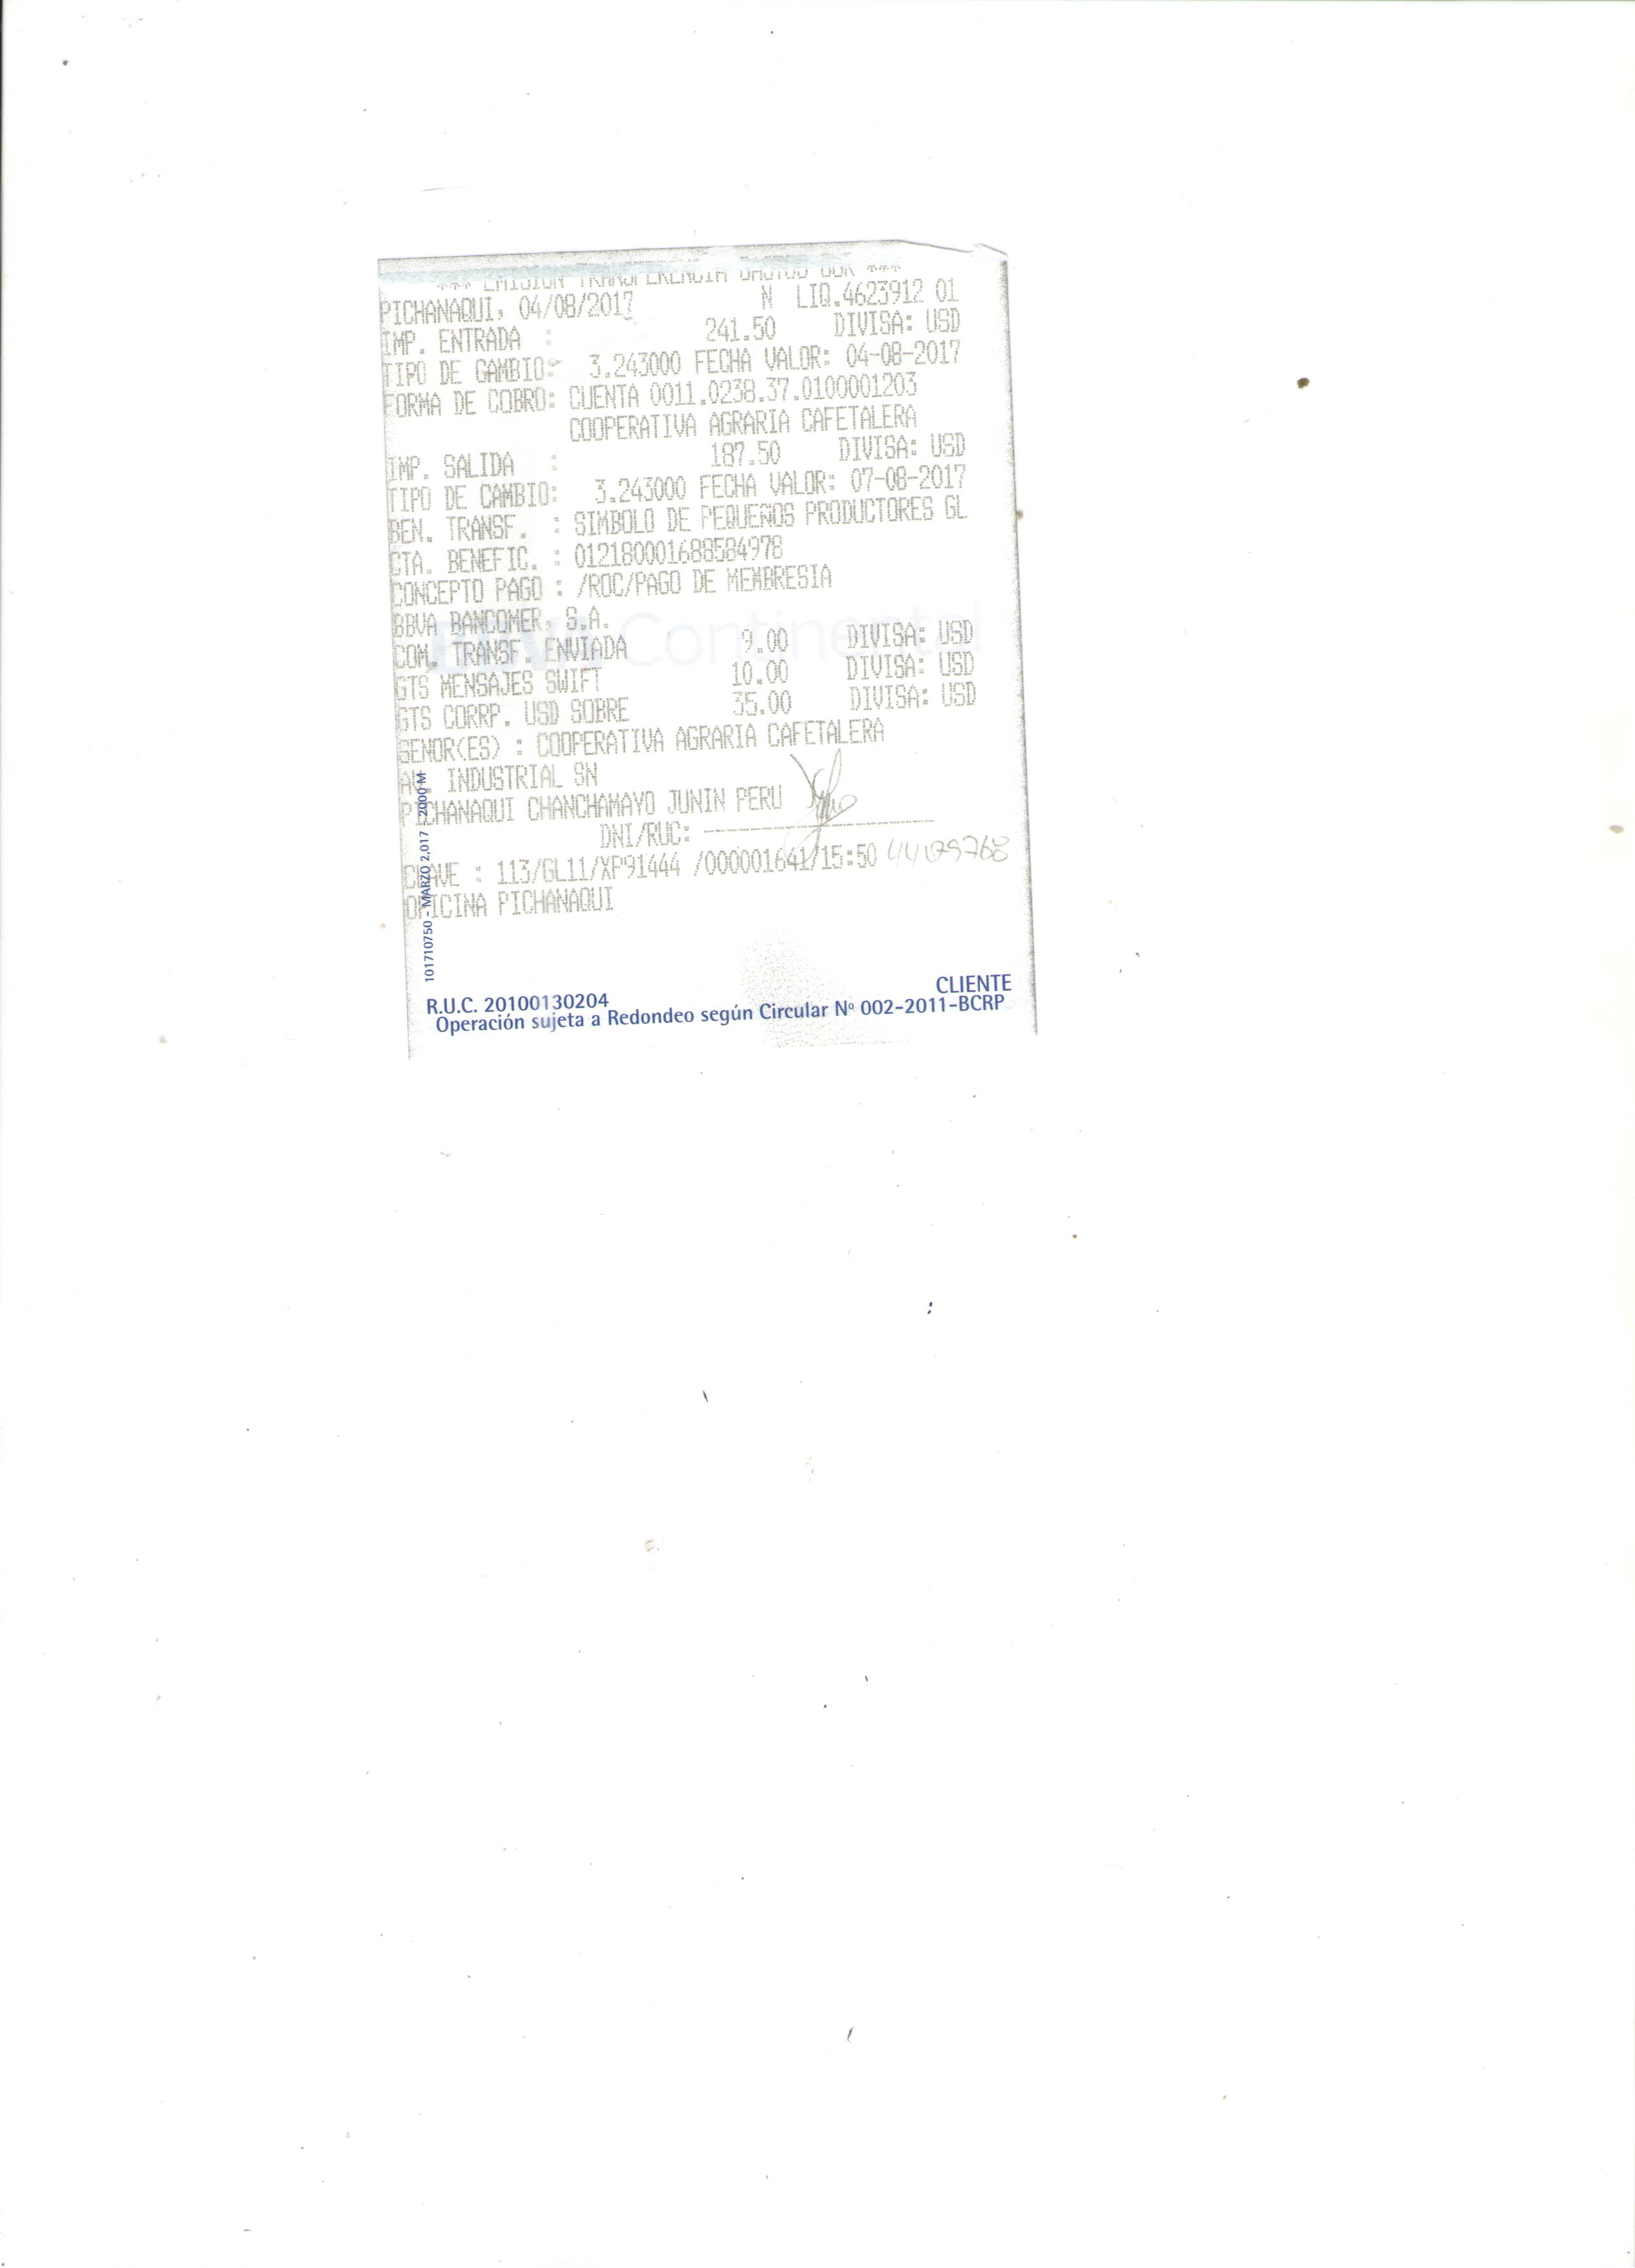 *** EMISION TRANSFERENCIA GASTOS OUR ***
PICHANAQUI, 04/08/2017 N LIQ.4623912 01
IMP. ENTRADA : 241.50 DIVISA: USD
TIPO DE CAMBIO: 3.243000 FECHA VALOR: 04-08-2017
FORMA DE COBRO: CUENTA 0011.0238.37.0100001203
COOPERATIVA AGRARIA CAFETALERA
IMP. SALIDA : 187.50 DIVISA: USD
TIPO DE CAMBIO: 3.243000 FECHA VALOR: 07-08-2017
BEN. TRANSF. : SIMBOLO DE PEQUEÑOS PRODUCTORES GL
CTA. BENEFIC. : 012180001688584978
CONCEPTO PAGO : /ROC/PAGO DE MEMBRESIA
BBVA BANCOMER, S.A.
BBVA Continental
COM. TRANSF. ENVIADA 9.00 DIVISA: USD
GTS MENSAJES SWIFT 10.00 DIVISA: USD
GTS CORRP. USD SOBRE 35.00 DIVISA: USD
SENOR(ES) : COOPERATIVA AGRARIA CAFETALERA
AV. INDUSTRIAL SN
PICHANAQUI CHANCHAMAYO JUNIN PERU
DNI/RUC:
CLAVE : 113/GL11/XP91444 /000001641/15:50
OFICINA PICHANAQUI
101710750 - MARZO 2,017 - 2000 M
CLIENTE
R.U.C. 20100130204
Operación sujeta a Redondeo según Circular Nº 002-2011-BCRP